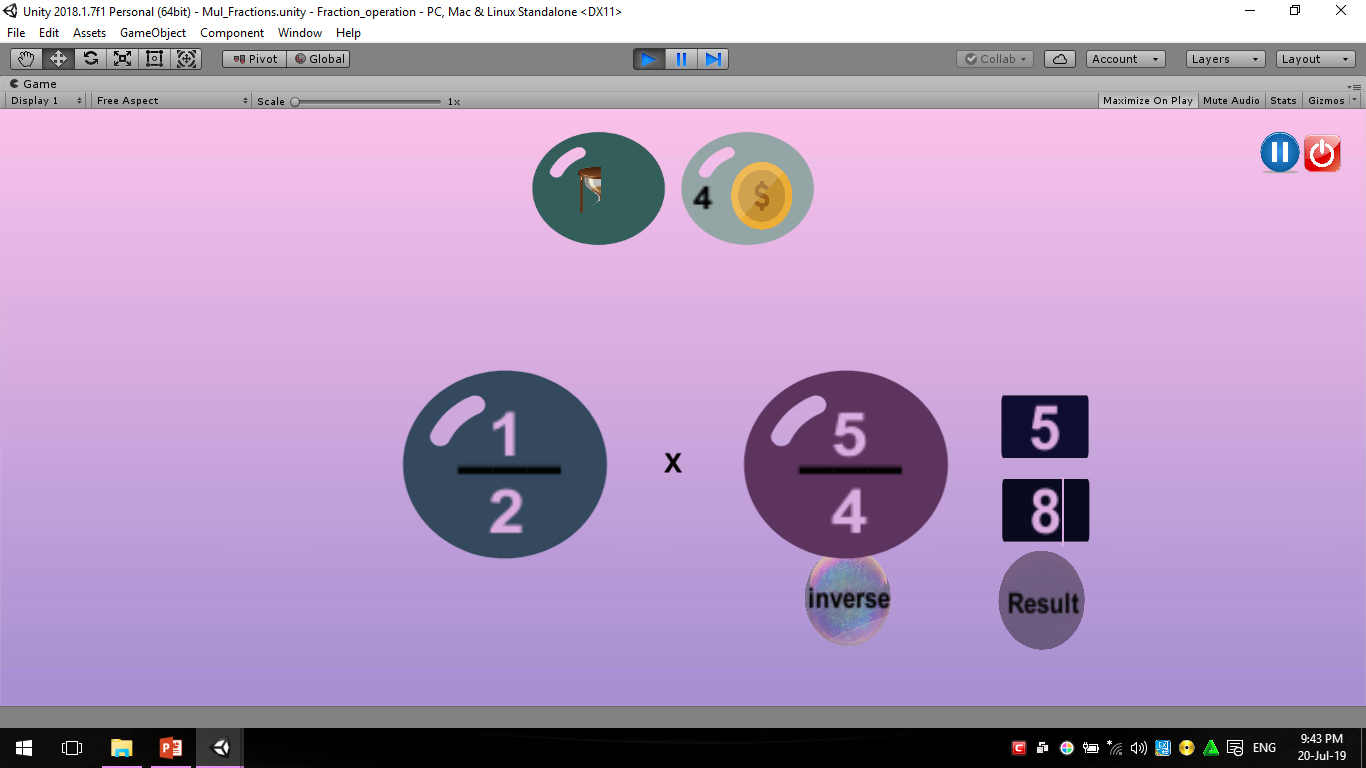 Unity 2018.1.7f1 Personal (64bit) - Mul_Fractions.unity - Fraction_operation - PC, Mac & Linux Standalone <DX11>
File Edit Assets GameObject Component Window Help
Pivot Global Collab Account Layers Layout
Game
Display 1 Free Aspect Scale 1x Maximize On Play Mute Audio Stats Gizmos
4 $
1 5 5
x
2 4 8
inverse Result
9:43 PM
ENG
20-Jul-19